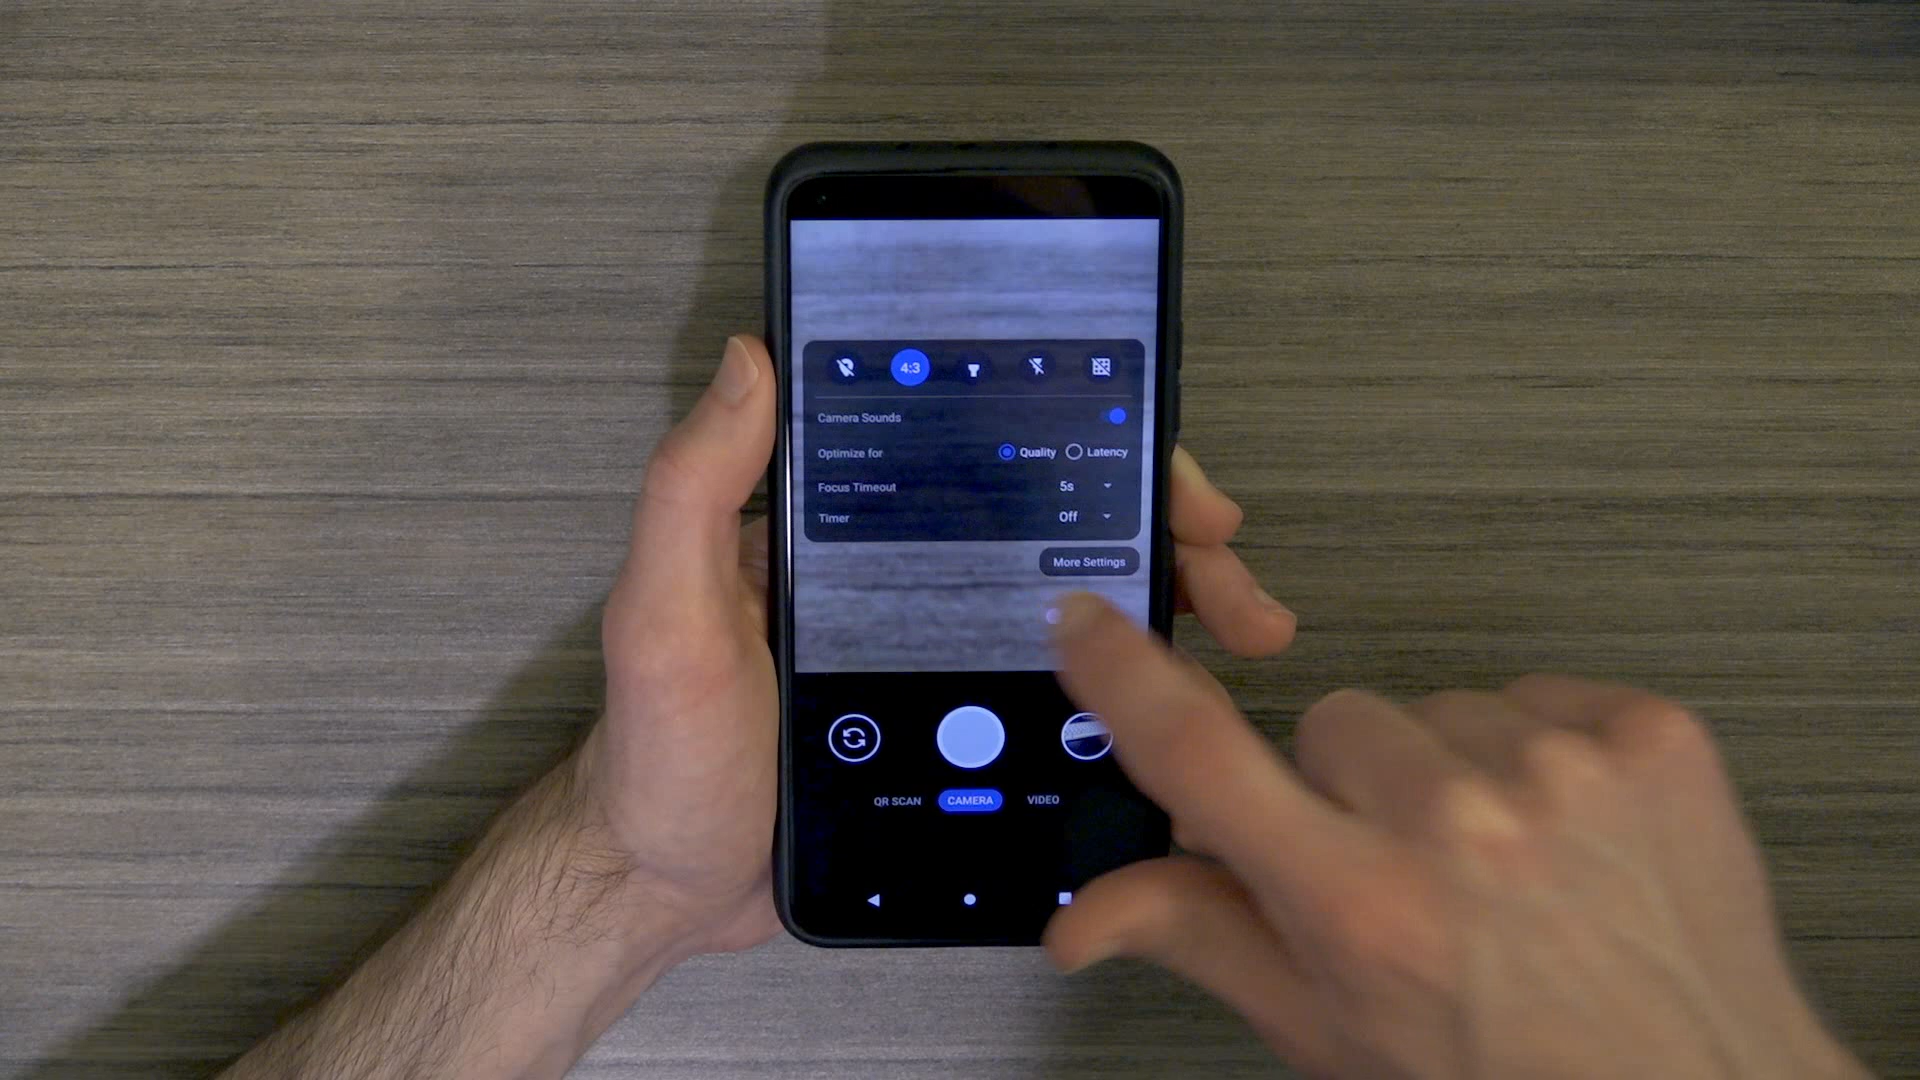 4:3
Camera Sounds
Optimize for Quality Latency
Focus Timeout 5s
Timer Off
More Settings
QR SCAN CAMERA VIDEO